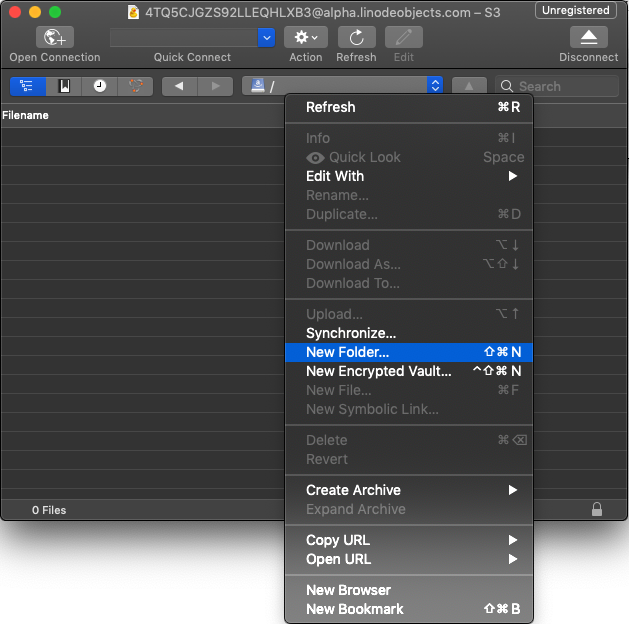 4TQ5CJGZS92LLEQHLXB3@alpha.linodeobjects.com – S3
Unregistered
Open Connection
Quick Connect
Action
Refresh
Edit
Disconnect
/
Search
Filename
Refresh ⌘R
Info ⌘I
Quick Look Space
Edit With ▶
Rename...
Duplicate... ⌘D
Download ⌥↓
Download As... ⌥⇧↓
Download To...
Upload... ⌥↑
Synchronize...
New Folder... ⇧⌘N
New Encrypted Vault... ^⇧⌘N
New File... ⌘F
New Symbolic Link...
Delete ⌘⌫
Revert
Create Archive ▶
Expand Archive
Copy URL ▶
Open URL ▶
New Browser
New Bookmark ⇧⌘B
0 Files